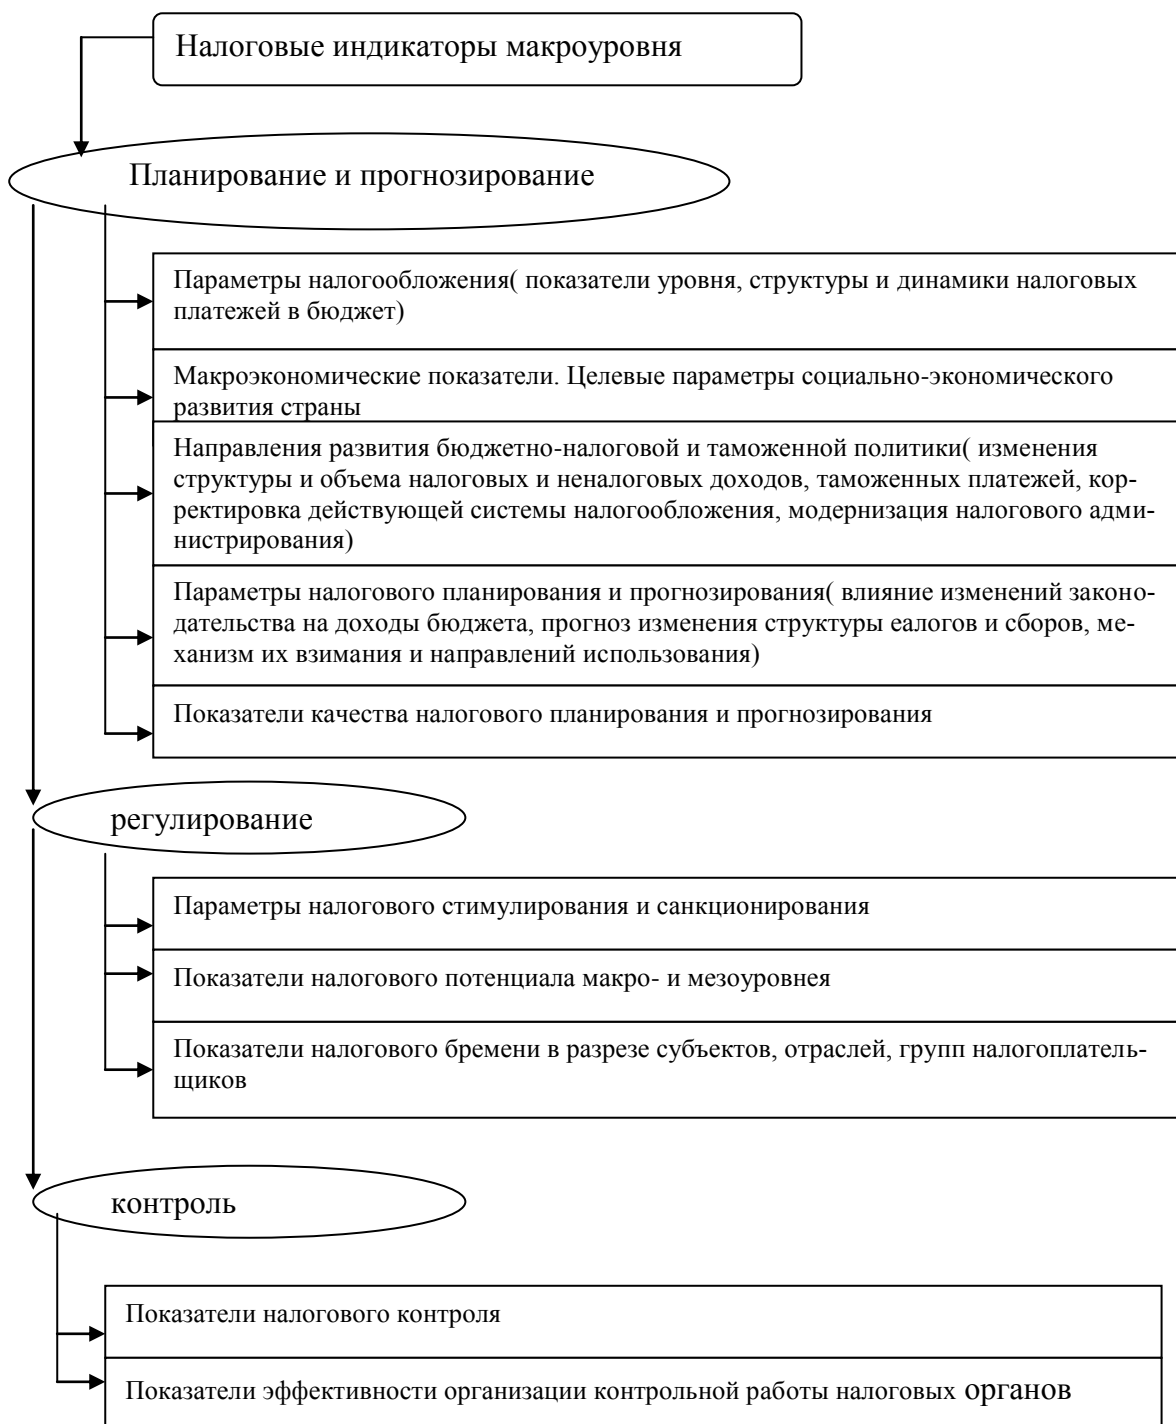 Налоговые индикаторы макроуровня
Планирование и прогнозирование
Параметры налогообложения( показатели уровня, структуры и динамики налоговых
платежей в бюджет)
Макроэкономические показатели. Целевые параметры социально-экономического
развития страны
Направления развития бюджетно-налоговой и таможенной политики( изменения
структуры и объема налоговых и неналоговых доходов, таможенных платежей, кор-
ректировка действующей системы налогообложения, модернизация налогового адми-
нистрирования)
Параметры налогового планирования и прогнозирования( влияние изменений законо-
дательства на доходы бюджета, прогноз изменения структуры еалогов и сборов, ме-
ханизм их взимания и направлений использования)
Показатели качества налогового планирования и прогнозирования
регулирование
Параметры налогового стимулирования и санкционирования
Показатели налогового потенциала макро- и мезоуровнея
Показатели налогового бремени в разрезе субъектов, отраслей, групп налогоплатель-
щиков
контроль
Показатели налогового контроля
Показатели эффективности организации контрольной работы налоговых органов